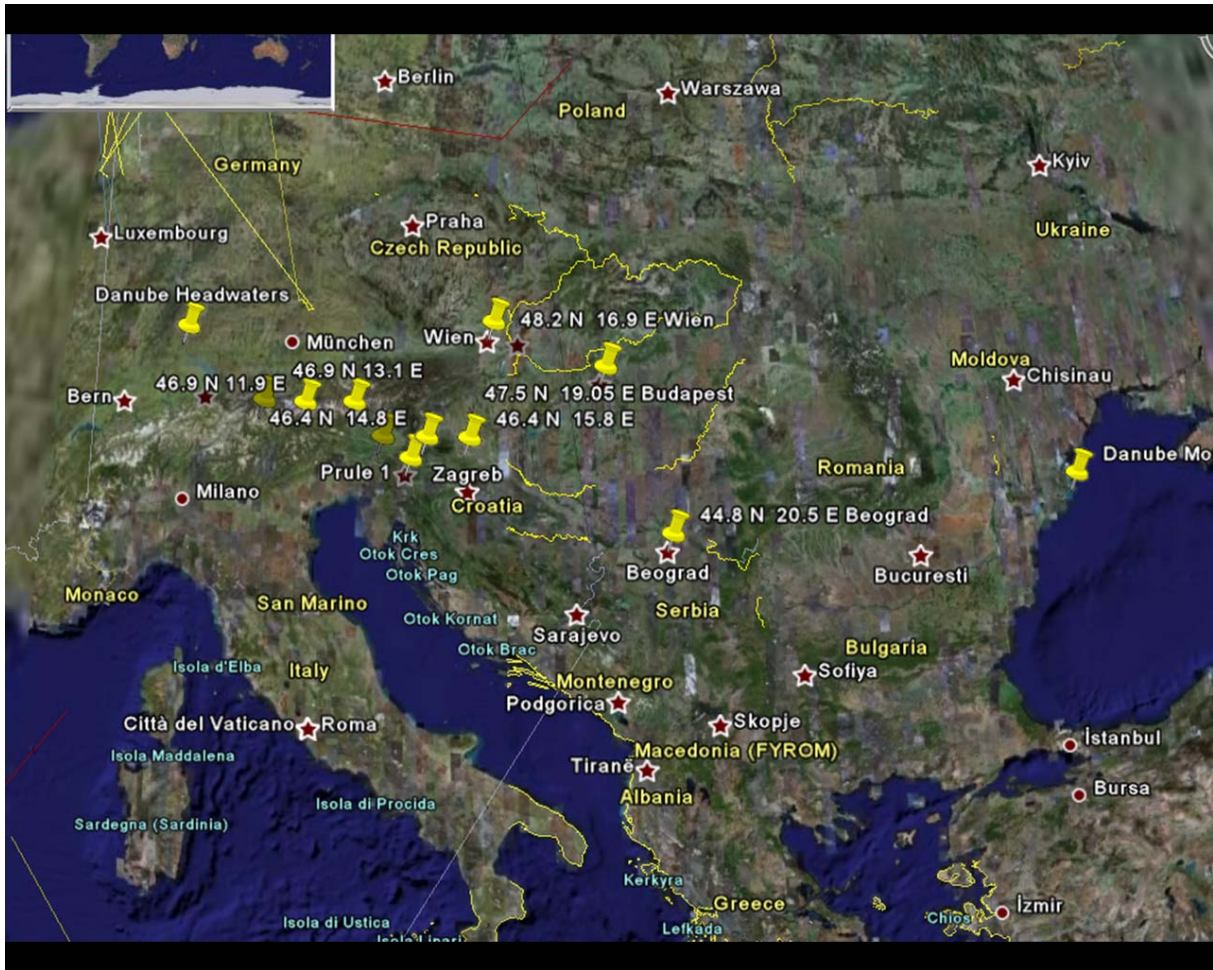 Berlin
Warszawa
Poland
Germany
Kyiv
Luxembourg
Praha
Czech Republic
Ukraine
Danube Headwaters
München
Wien
48.2 N 16.9 E Wien
Moldova
Chisinau
46.9 N 11.9 E
46.9 N 13.1 E
Bern
47.5 N 19.05 E Budapest
46.4 N 14.8 E
46.4 N 15.8 E
Prule 1
Zagreb
Romania
Danube Mo
Milano
Croatia
44.8 N 20.5 E Beograd
Krk
Otok Cres
Otok Pag
Beograd
Bucuresti
Monaco
San Marino
Otok Kornat
Serbia
Sarajevo
Otok Brac
Bulgaria
Isola d'Elba
Italy
Montenegro
Sofiya
Podgorica
Città del Vaticano
Roma
Skopje
Macedonia (FYROM)
İstanbul
Isola Maddalena
Tiranë
Albania
Bursa
Isola di Procida
Sardegna (Sardinia)
Kerkyra
Greece
Chios
İzmir
Isola di Ustica
Lefkada
Isola Lipari